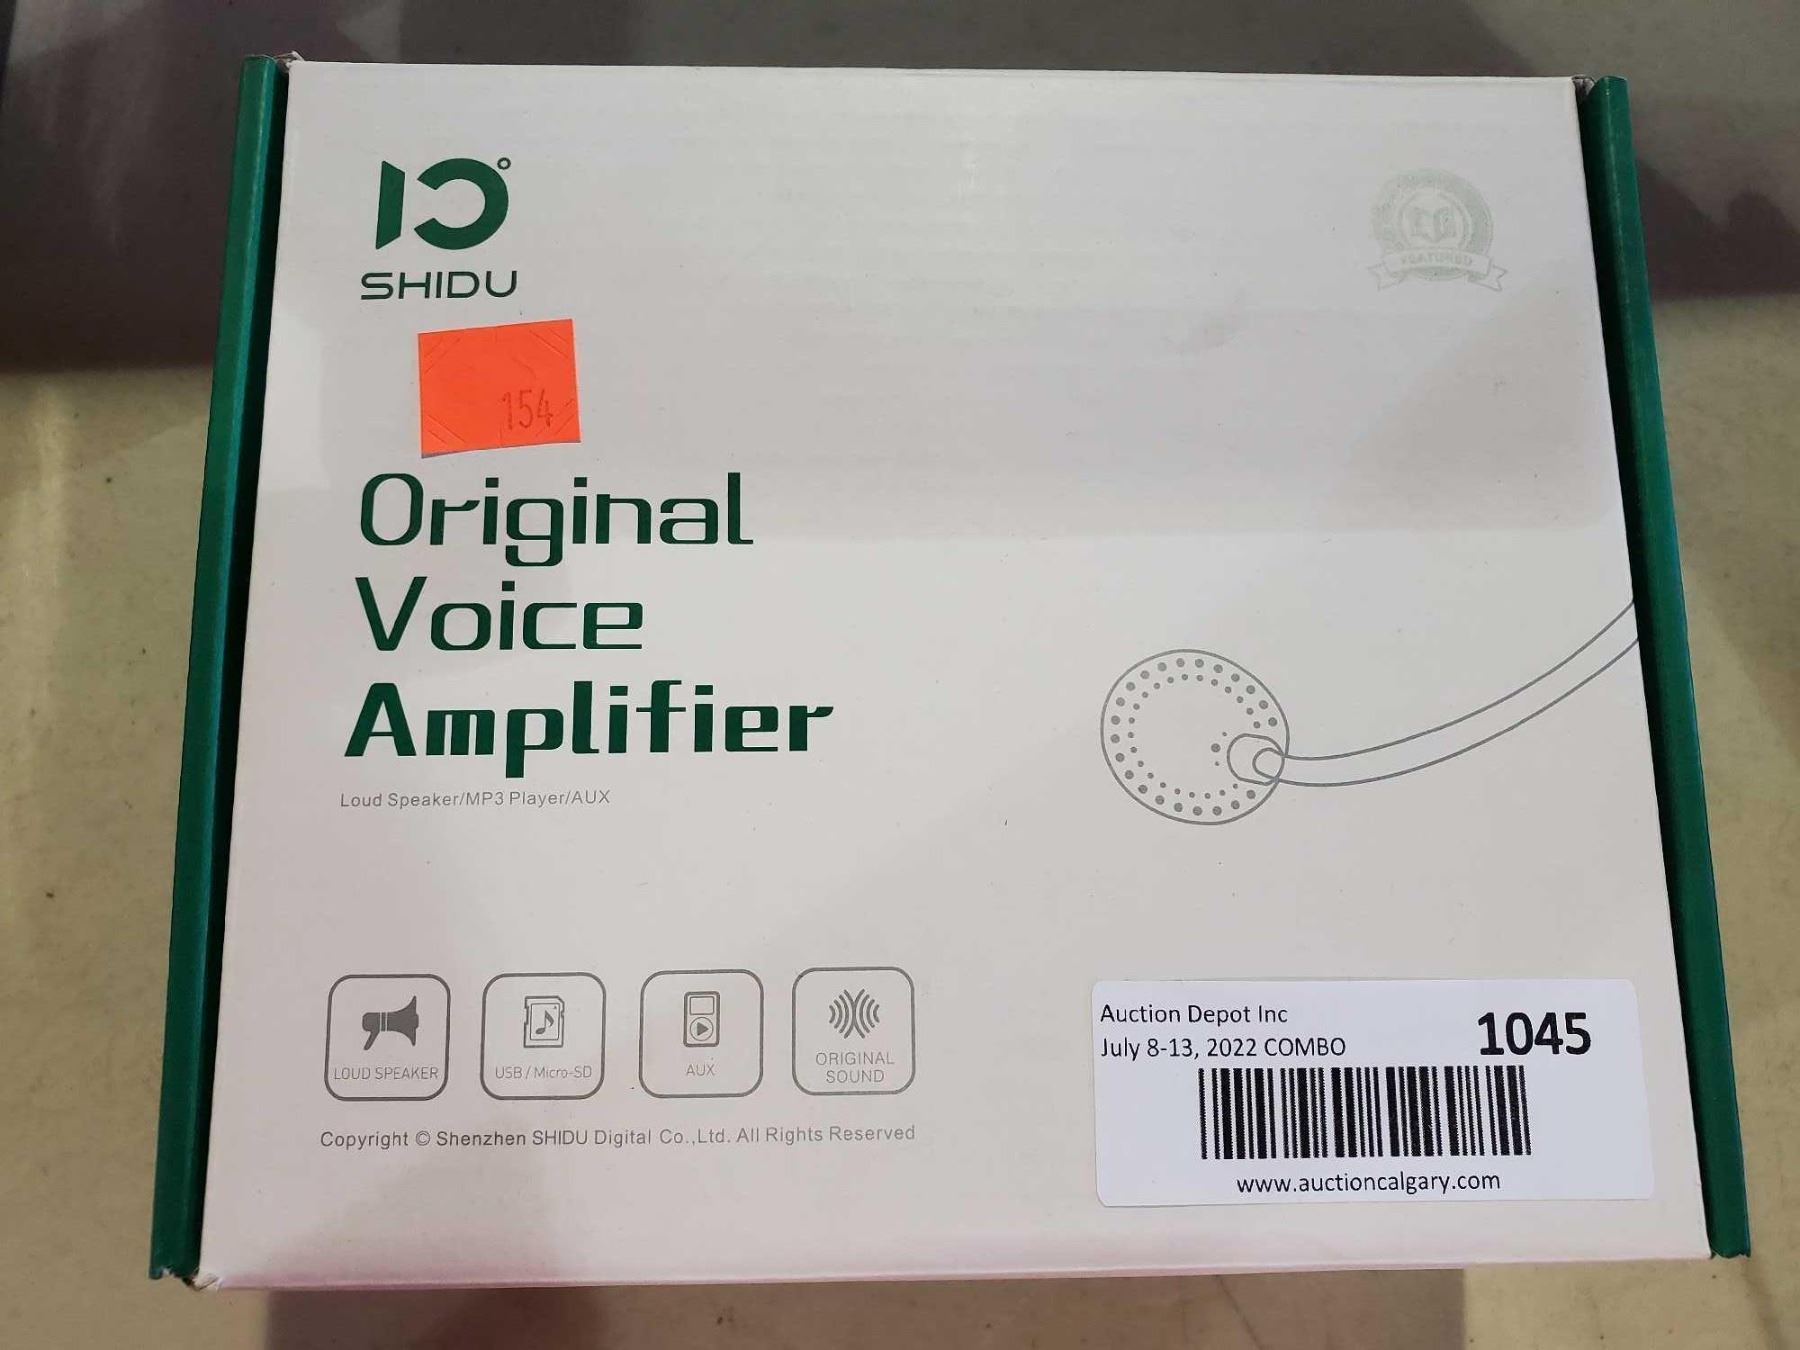 SHIDU
154
Original
Voice
Amplifier
Loud Speaker/MP3 Player/AUX
LOUD SPEAKER
USB / Micro-SD
AUX
ORIGINAL
SOUND
Copyright © Shenzhen SHIDU Digital Co.,Ltd. All Rights Reserved
FEATURED
Auction Depot Inc
July 8-13, 2022 COMBO
1045
www.auctioncalgary.com